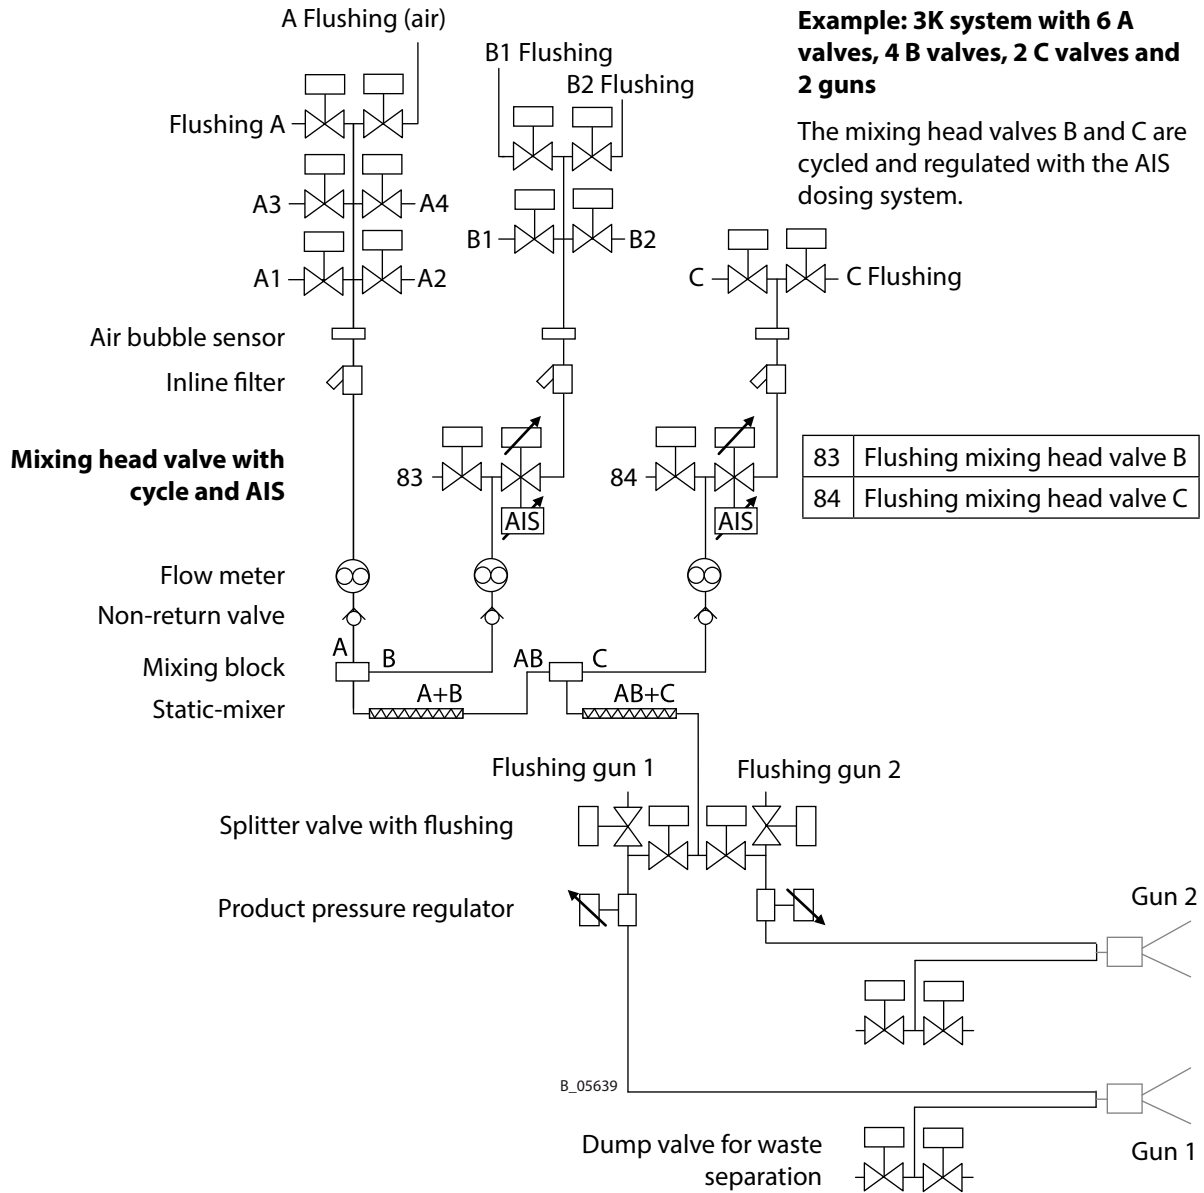 A Flushing (air)
B1 Flushing
B2 Flushing
Example: 3K system with 6 A
valves, 4 B valves, 2 C valves and
2 guns
The mixing head valves B and C are
cycled and regulated with the AIS
dosing system.
Flushing A
A3
A4
B1
B2
A1
A2
C
C Flushing
Air bubble sensor
Inline filter
Mixing head valve with
cycle and AIS
83
84
AIS
AIS
83 Flushing mixing head valve B
84 Flushing mixing head valve C
Flow meter
Non-return valve
A
Mixing block
B
AB
C
Static-mixer
A+B
AB+C
Flushing gun 1
Flushing gun 2
Splitter valve with flushing
Product pressure regulator
Gun 2
B_05639
Dump valve for waste
separation
Gun 1